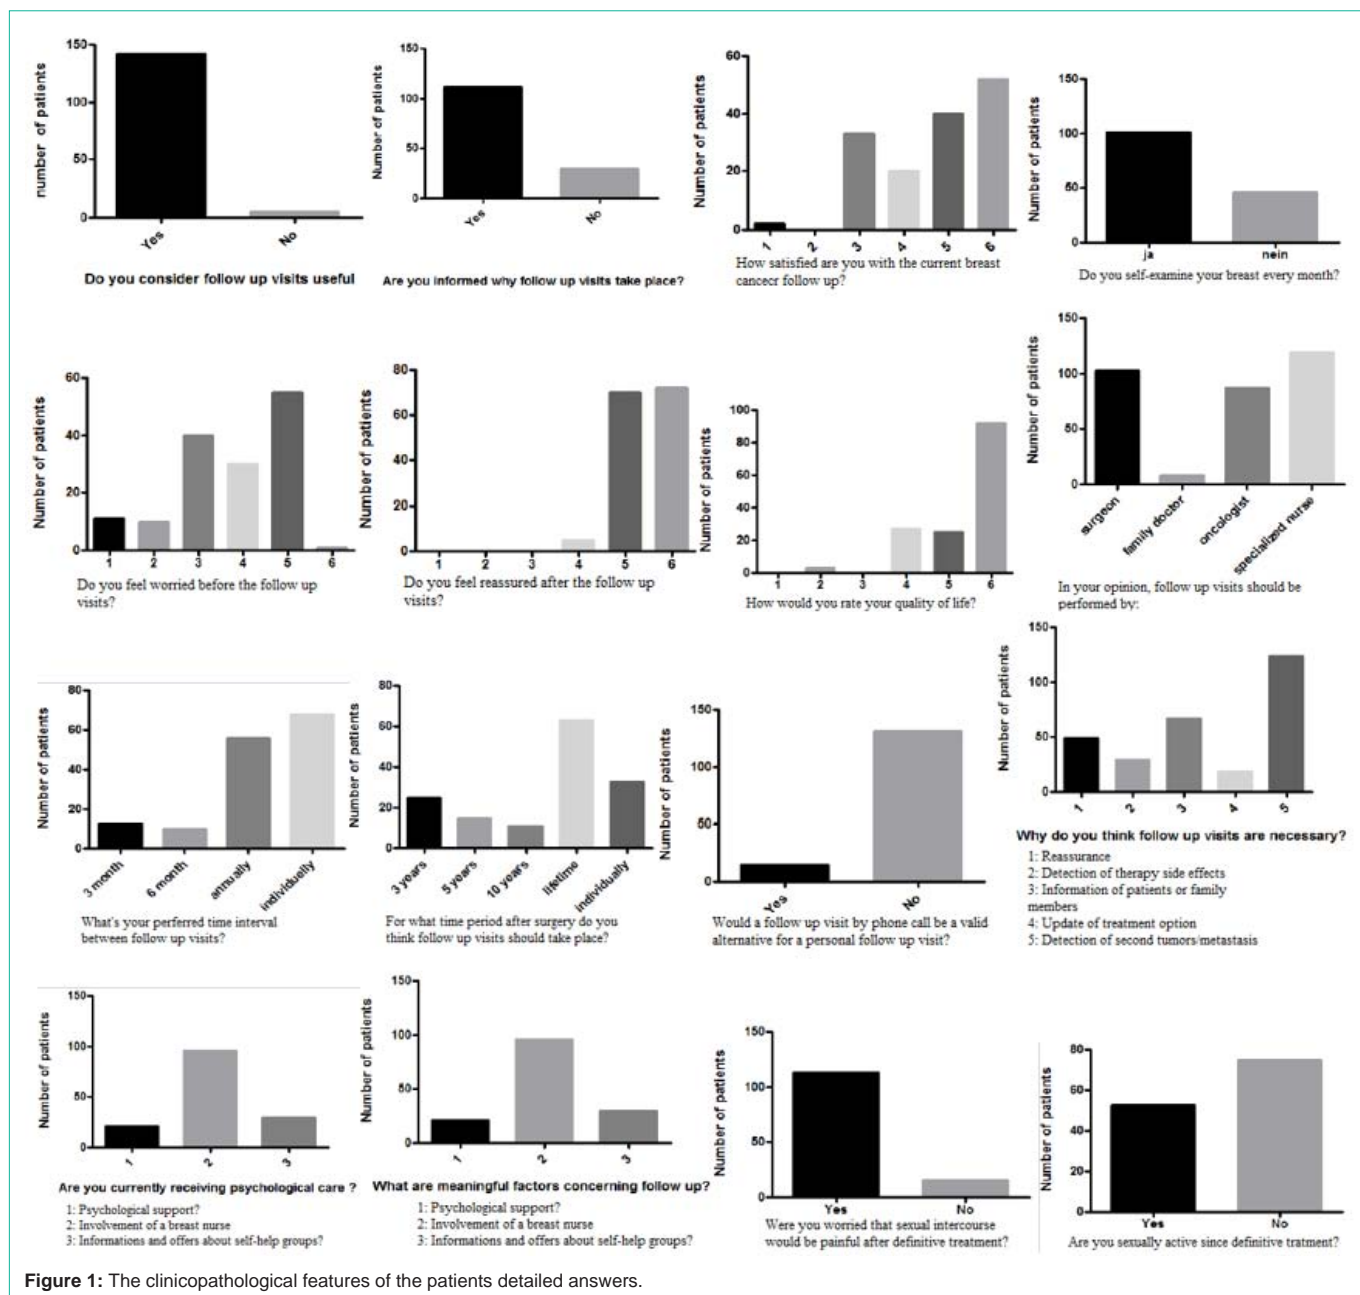 number of patients
150
100
50
0
Yes
No
Do you consider follow up visits useful
Number of patients
150
100
50
0
Yes
No
Are you informed why follow up visits take place?
Number of patients
60
40
20
0
1 2 3 4 5 6
How satisfied are you with the current breast
cancecr follow up?
Number of patients
150
100
50
0
ja nein
Do you self-examine your breast every month?
Number of patients
60
40
20
0
1 2 3 4 5 6
Do you feel worried before the follow up
visits?
Number of patients
80
60
40
20
0
1 2 3 4 5 6
Do you feel reassured after the follow up
visits?
Number of patients
100
80
60
40
20
0
1 2 3 4 5 6
How would you rate your quality of life?
Number of patients
150
100
50
0
surgeon
family doctor
oncologist
specialized nurse
In your opinion, follow up visits should be
performed by:
Number of patients
80
60
40
20
0
3 month
6 month
annually
individuelly
What's your perferred time interval
between follow up visits?
Number of patients
80
60
40
20
0
3 years
5 years
10 years
lifetime
individually
For what time period after surgery do you
think follow up visits should take place?
Number of patients
150
100
50
0
Yes
No
Would a follow up visit by phone call be a valid
alternative for a personal follow up visit?
Number of patients
150
100
50
0
1 2 3 4 5
Why do you think follow up visits are necessary?
1: Reassurance
2: Detection of therapy side effects
3: Information of patients or family
members
4: Update of treatment option
5: Detection of second tumors/metastasis
Number of patients
150
100
50
0
1 2 3
Are you currently receiving psychological care ?
1: Psychological support?
2: Involvement of a breast nurse
3: Informations and offers about self-help groups?
Number of patients
150
100
50
0
1 2 3
What are meaningful factors concerning follow up?
1: Psychological support?
2: Involvement of a breast nurse
3: Informations and offers about self-help groups?
Number of patients
150
100
50
0
Yes No
Were you worried that sexual intercourse
would be painful after definitive treatment?
Number of patients
80
60
40
20
0
Yes No
Are you sexually active since definitive tratment?
Figure 1: The clinicopathological features of the patients detailed answers.